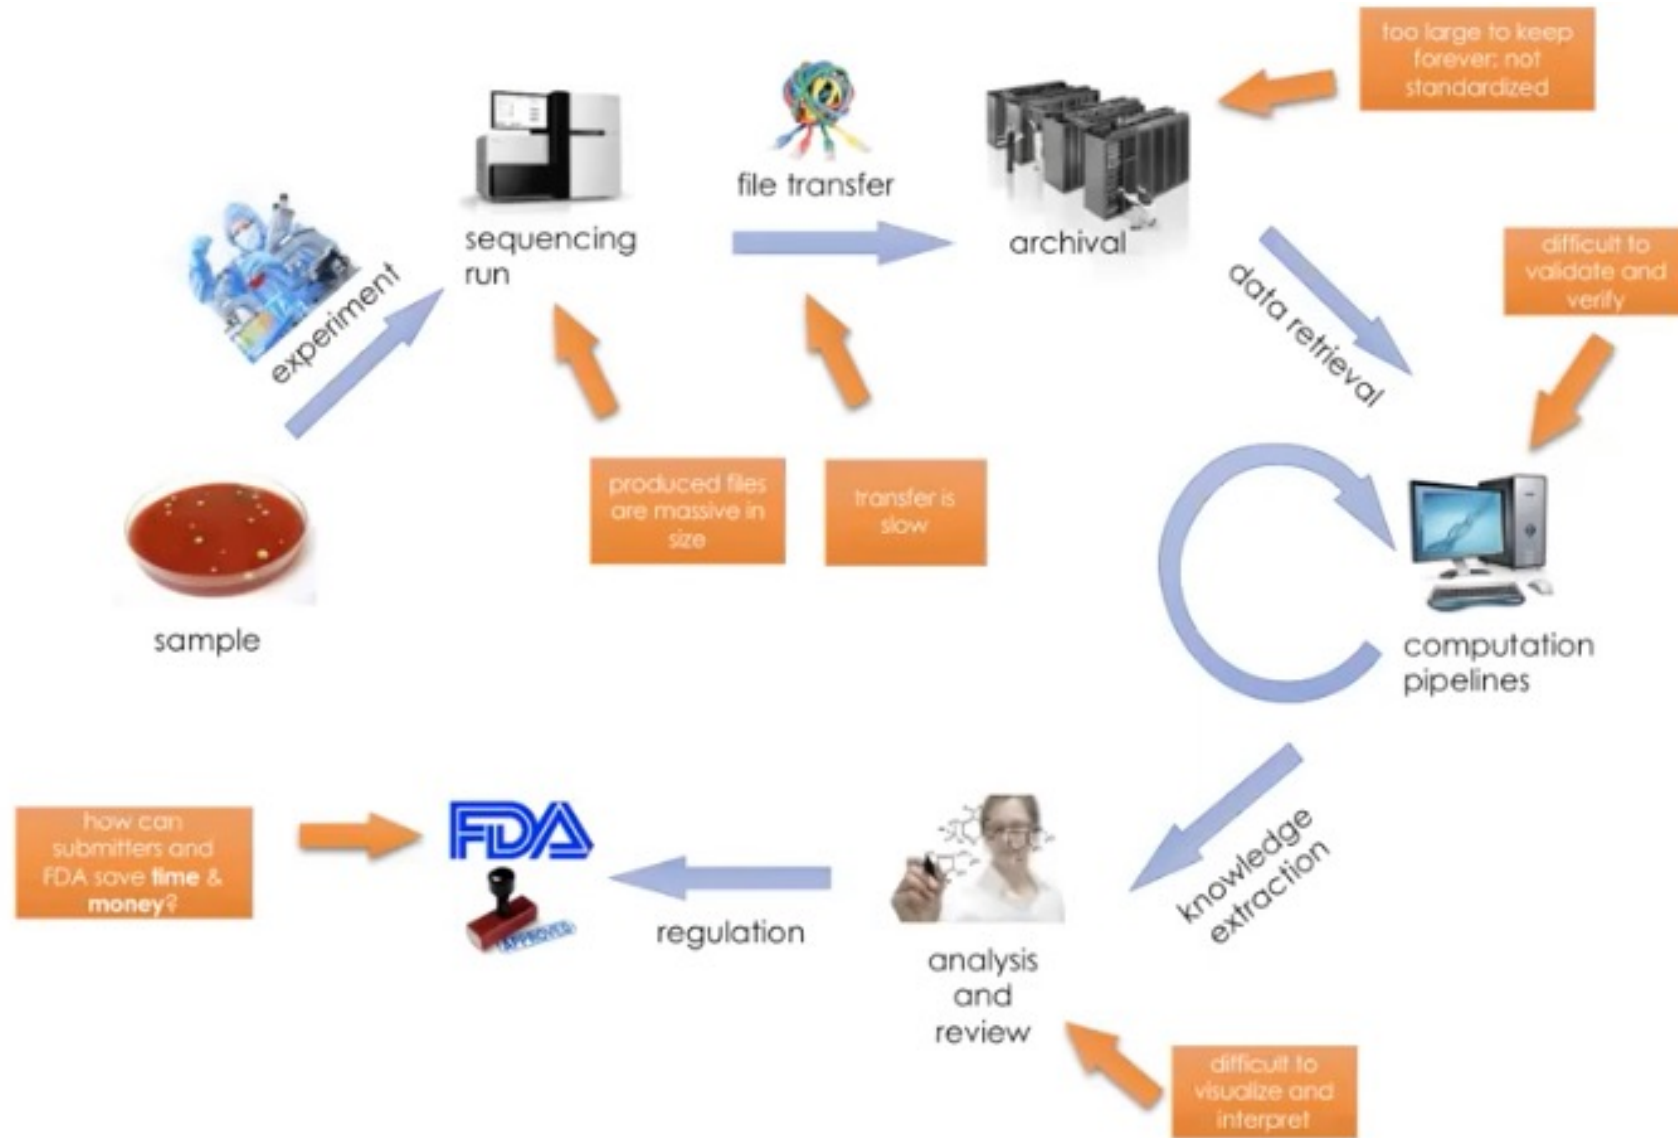 too large to keep
forever; not
standardized
file transfer
sequencing
run
archival
difficult to
validate and
verify
experiment
data retrieval
produced files
are massive in
size
transfer is
slow
sample
computation
pipelines
how can
submitters and
FDA save time &
money?
FDA
APPROVED
regulation
knowledge
extraction
analysis
and
review
difficult to
visualize and
interpret